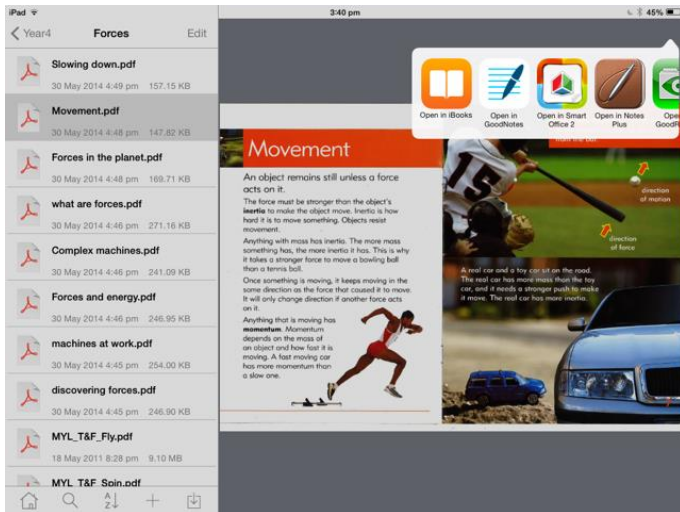 iPad
3:40 pm
45%
Year4
Forces
Edit
Slowing down.pdf
30 May 2014 4:49 pm 157.15 KB
Movement.pdf
30 May 2014 4:48 pm 147.82 KB
Forces in the planet.pdf
30 May 2014 4:48 pm 169.71 KB
what are forces.pdf
30 May 2014 4:46 pm 271.16 KB
Complex machines.pdf
30 May 2014 4:46 pm 241.09 KB
Forces and energy.pdf
30 May 2014 4:46 pm 246.95 KB
machines at work.pdf
30 May 2014 4:45 pm 254.00 KB
discovering forces.pdf
30 May 2014 4:45 pm 246.90 KB
MYL_T&F_Fly.pdf
18 May 2011 8:28 pm 9.10 MB
MYL_T&F_Spin.pdf
A
Z
Open in iBooks
Open in
GoodNotes
Open in Smart
Office 2
Open in Notes
Plus
Ope
GoodR
Movement
An object remains still unless a force
acts on it.
The force must be stronger than the object's
inertia to make the object move. Inertia is how
hard it is to move something. Objects resist
movement.
Anything with mass has inertia. The more mass
something has, the more inertia it has. This is why
it takes a stronger force to move a bowling ball
than a tennis ball.
Once something is moving, it keeps moving in the
same direction as the force that caused it to move.
It will only change direction if another force acts
on it.
Anything that is moving has
momentum. Momentum
depends on the mass of
an object and how fast it is
moving. A fast moving car
has more momentum than
a slow one.
from the bat.
15
direction
of motion
direction
of force
A real car and a toy car sit on the road.
The real car has more mass than the toy
car, and it needs a stronger push to make
it move. The real car has more inertia.